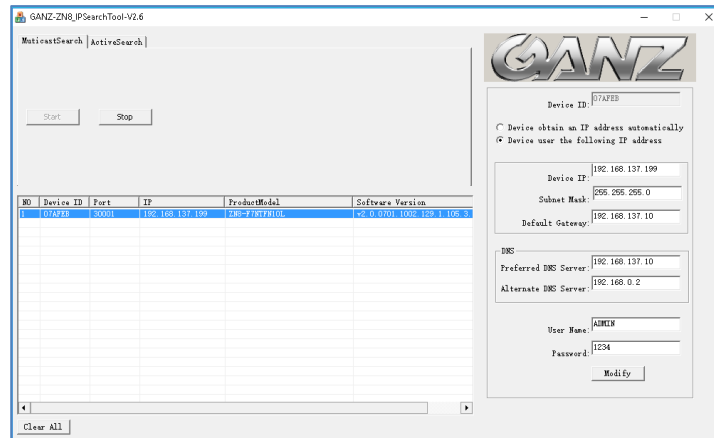 GANZ-ZN8_IPSearchTool-V2.6
MuticastSearch ActiveSearch
Start Stop
NO Device ID Port IP ProductModel Software Version
1 07AFEB 30001 192.168.137.199 ZN8-F7NTFN10L v2.0.0701.1002.129.1.105.3.
Clear All
GANZ
Device ID: 07AFEB
Device obtain an IP address automatically
Device user the following IP address
Device IP: 192.168.137.199
Subnet Mask: 255.255.255.0
Default Gateway: 192.168.137.10
DNS
Preferred DNS Server: 192.168.137.10
Alternate DNS Server: 192.168.0.2
User Name: ADMIN
Password: 1234
Modify